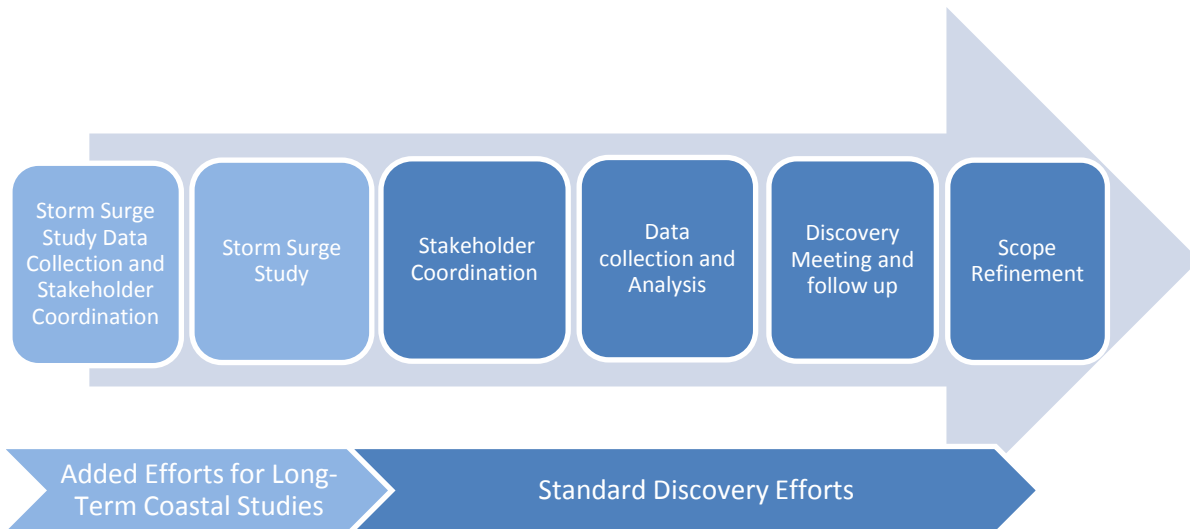 Storm Surge
Study Data
Collection and
Stakeholder
Coordination
Storm Surge
Study
Stakeholder
Coordination
Data
collection and
Analysis
Discovery
Meeting and
follow up
Scope
Refinement
Added Efforts for Long-
Term Coastal Studies
Standard Discovery Efforts